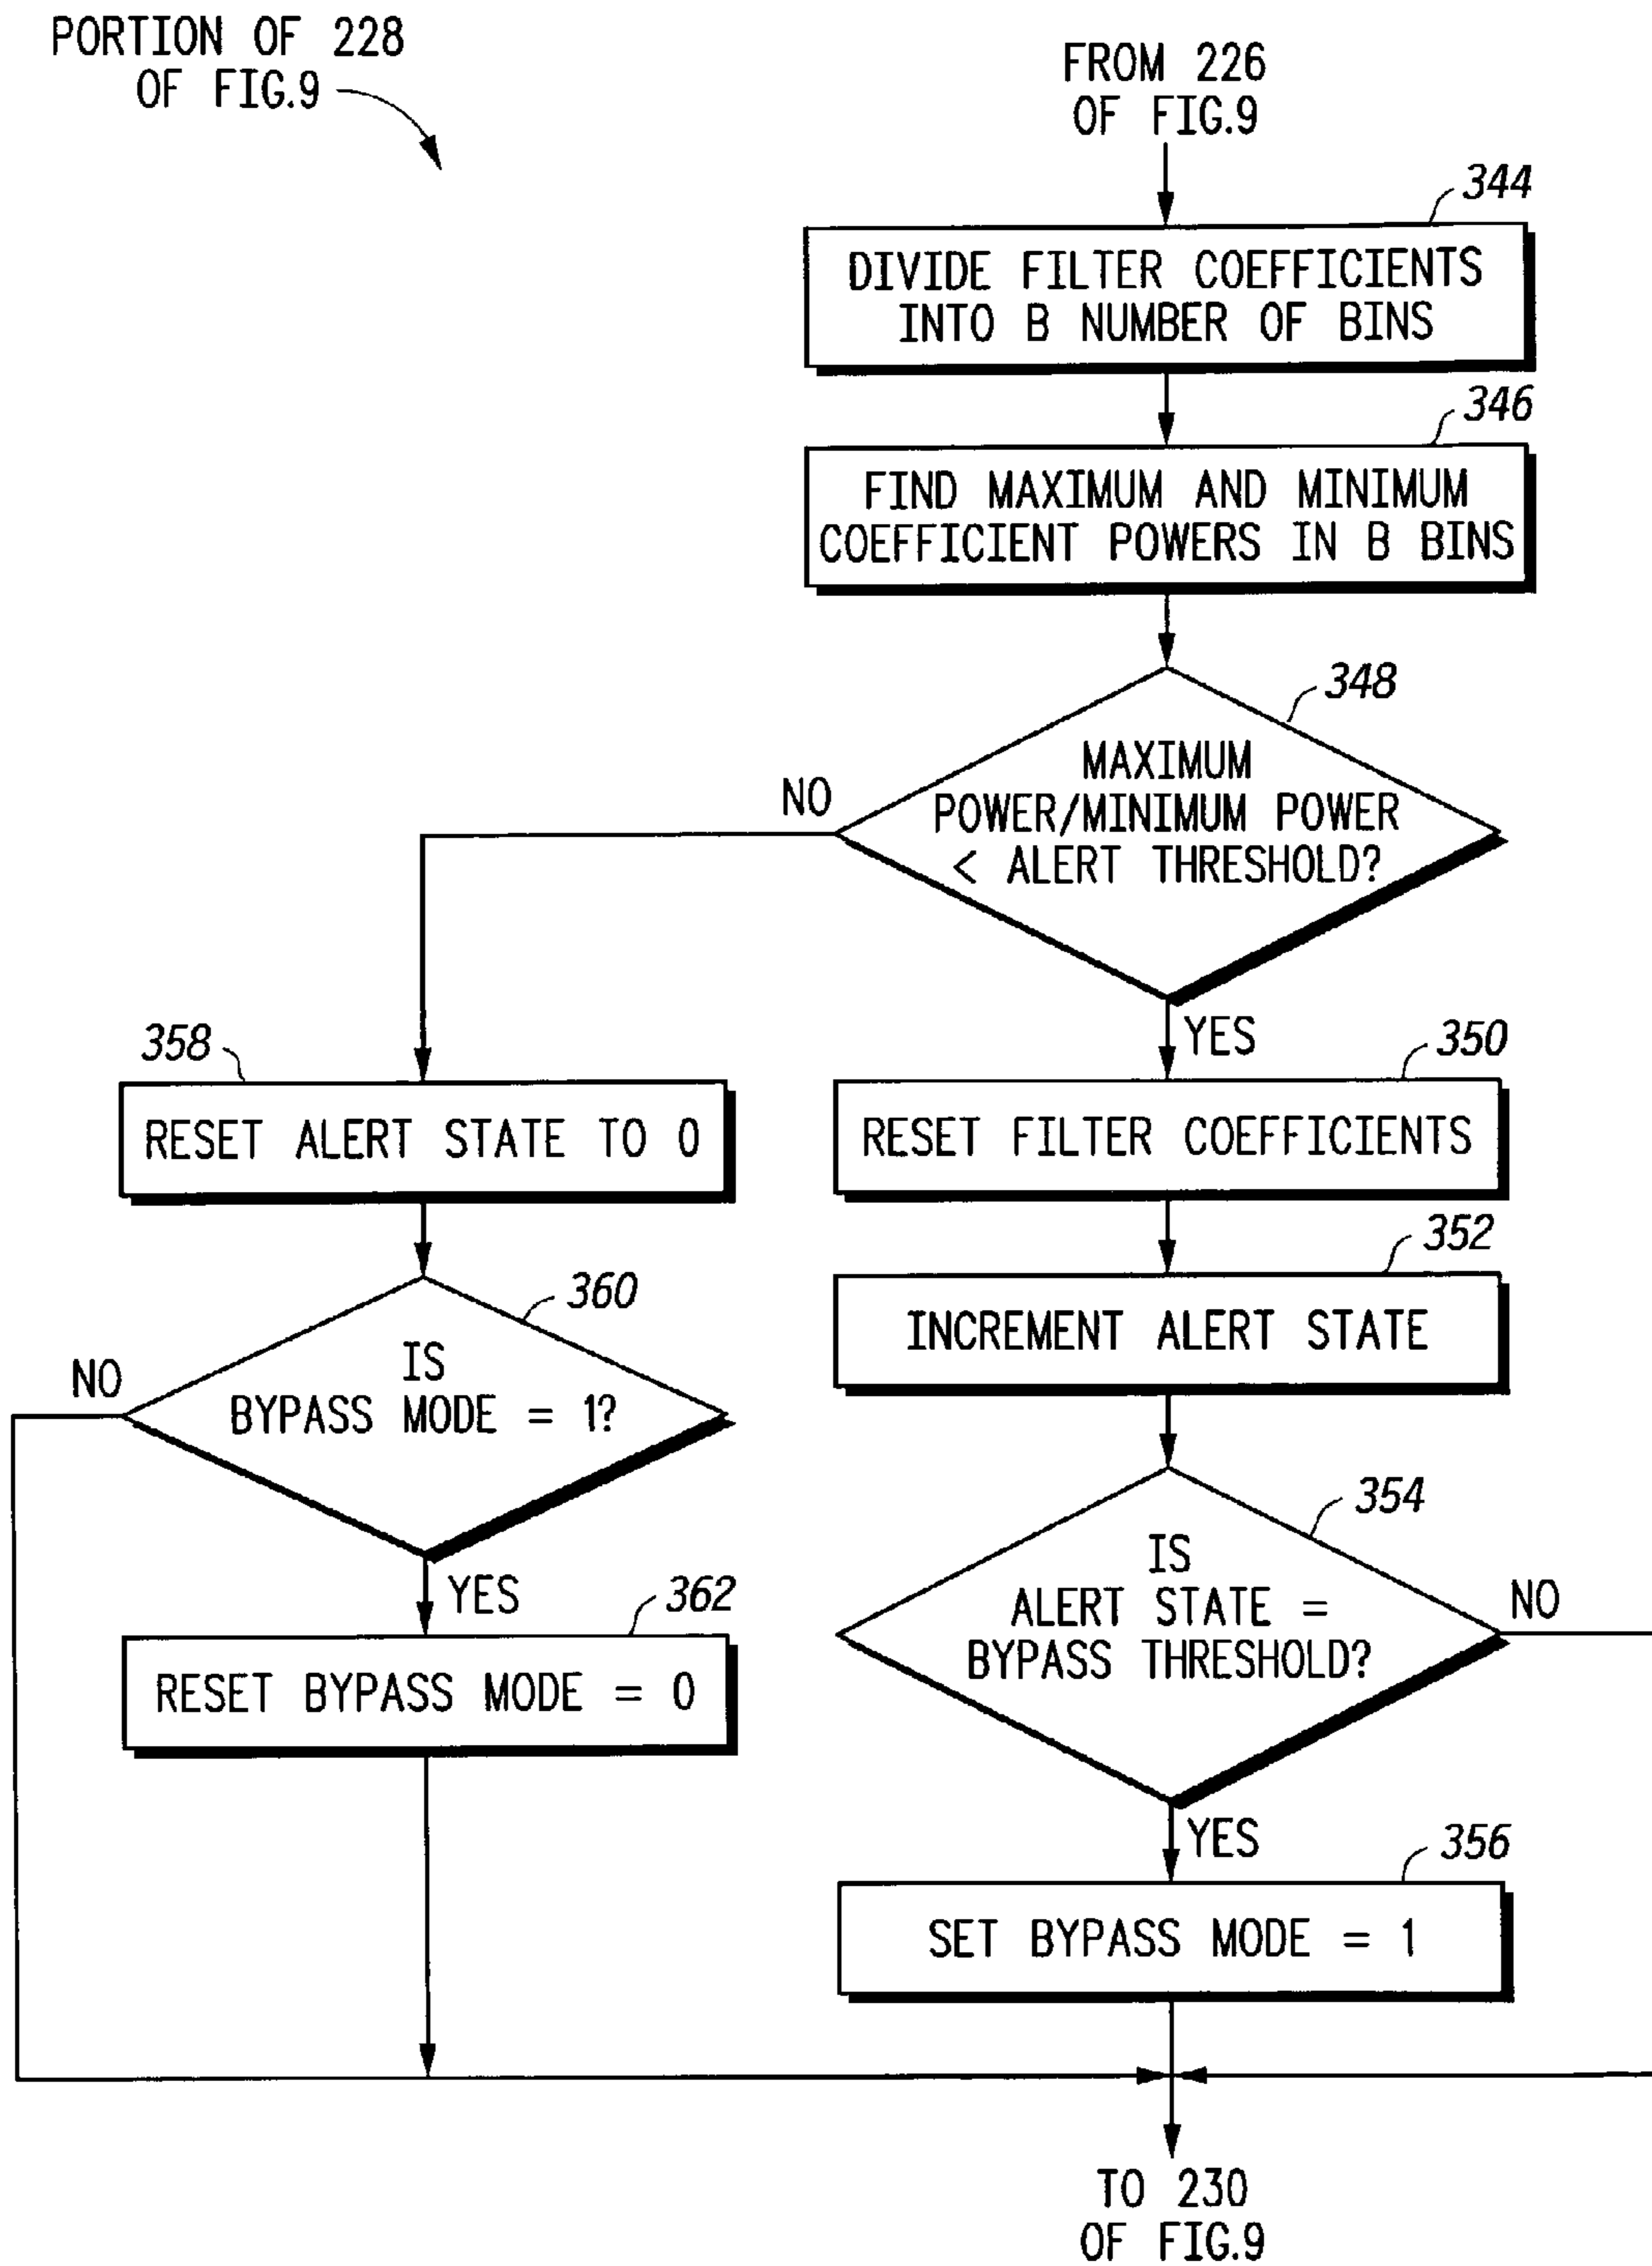 PORTION OF 228
OF FIG.9
FROM 226
OF FIG.9
344
DIVIDE FILTER COEFFICIENTS
INTO B NUMBER OF BINS
346
FIND MAXIMUM AND MINIMUM
COEFFICIENT POWERS IN B BINS
348
MAXIMUM
POWER/MINIMUM POWER
< ALERT THRESHOLD?
NO
YES
358
RESET ALERT STATE TO 0
350
RESET FILTER COEFFICIENTS
352
INCREMENT ALERT STATE
360
IS
BYPASS MODE = 1?
NO
YES
354
IS
ALERT STATE =
BYPASS THRESHOLD?
NO
YES
362
RESET BYPASS MODE = 0
356
SET BYPASS MODE = 1
TO 230
OF FIG.9